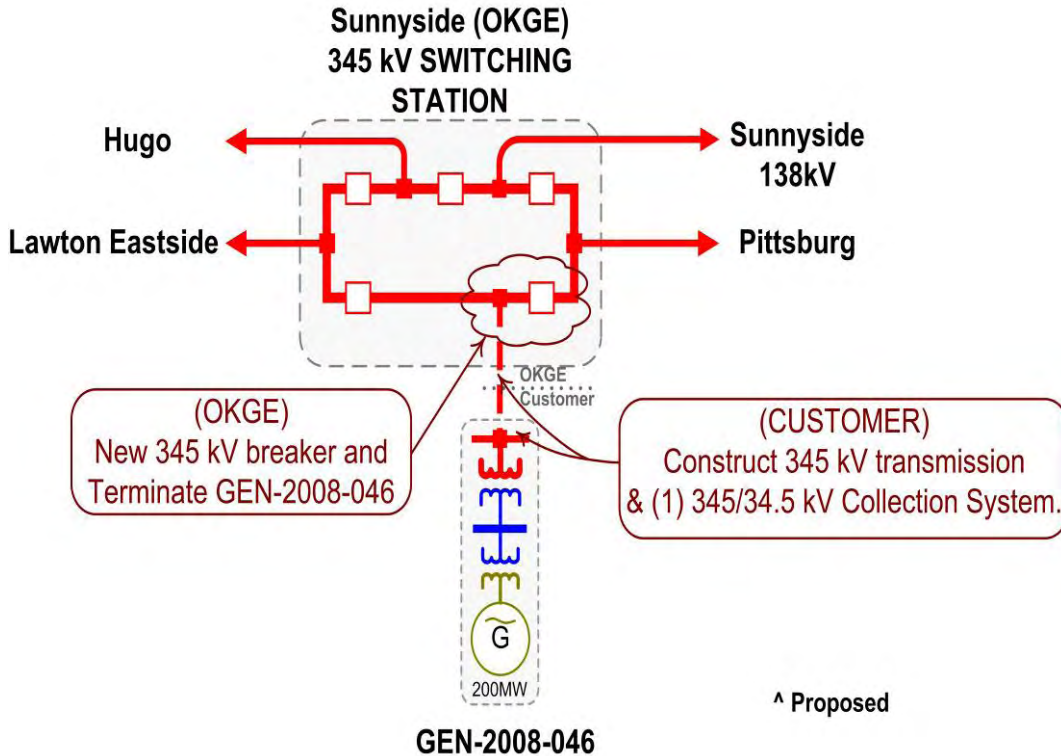 Sunnyside (OKGE)
345 kV SWITCHING
STATION
Hugo
Sunnyside
138kV
Lawton Eastside
Pittsburg
OKGE
Customer
(OKGE)
New 345 kV breaker and
Terminate GEN-2008-046
(CUSTOMER)
Construct 345 kV transmission
& (1) 345/34.5 kV Collection System.
G
200MW
^ Proposed
GEN-2008-046